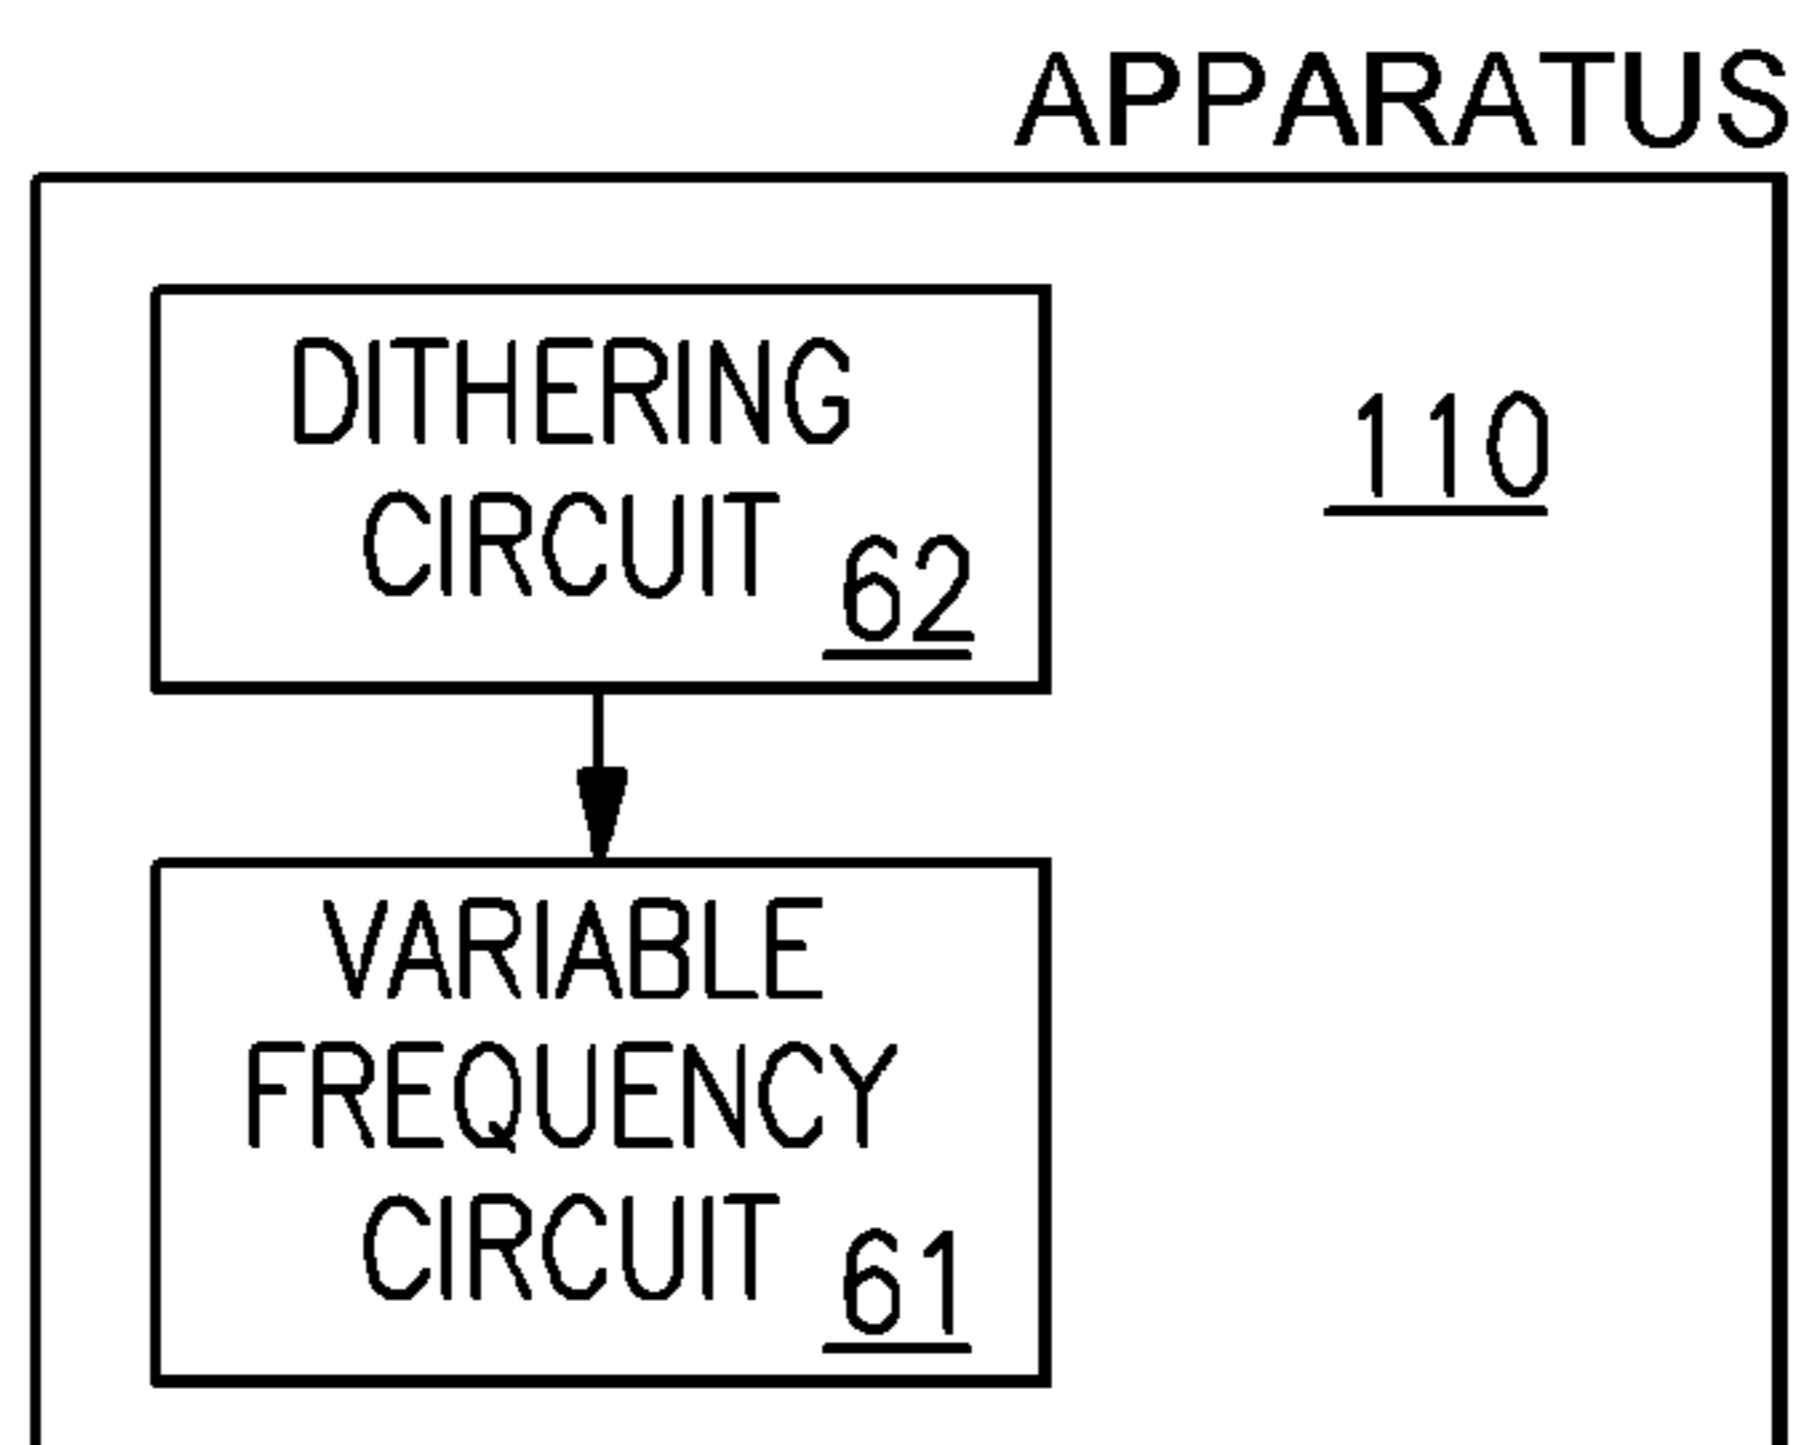 APPARATUS
DITHERING
CIRCUIT
62
110
VARIABLE
FREQUENCY
CIRCUIT
61